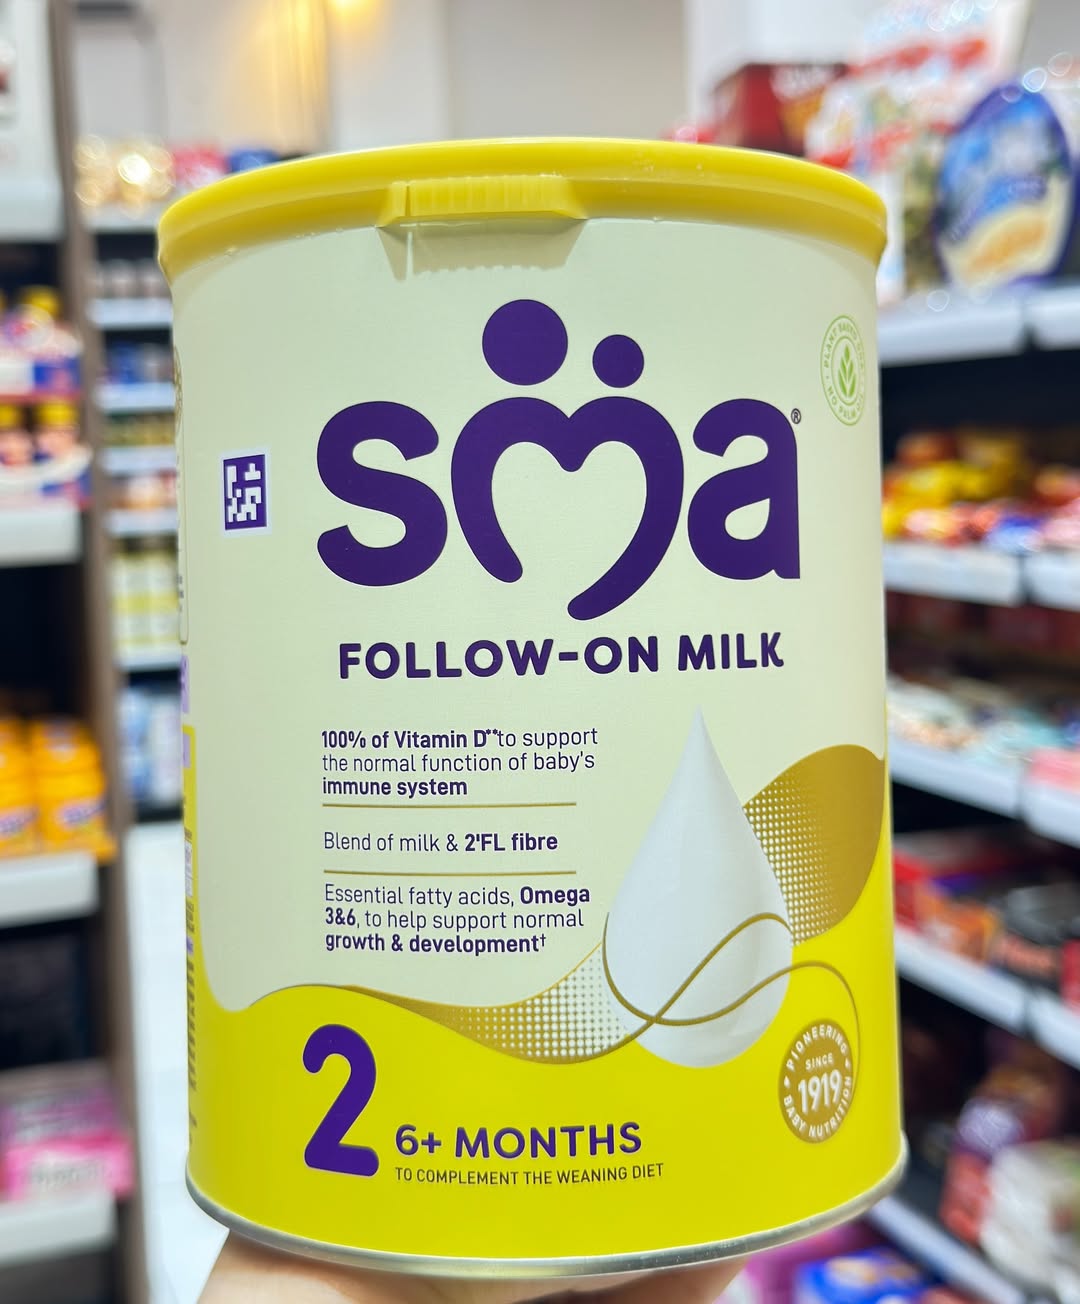 sma®
FOLLOW-ON MILK
100% of Vitamin D** to support
the normal function of baby's
immune system
Blend of milk & 2'FL fibre
Essential fatty acids, Omega
3&6, to help support normal
growth & development†
2
6+ MONTHS
TO COMPLEMENT THE WEANING DIET
PIONEERING
SINCE
1919
BABY NUTRITION